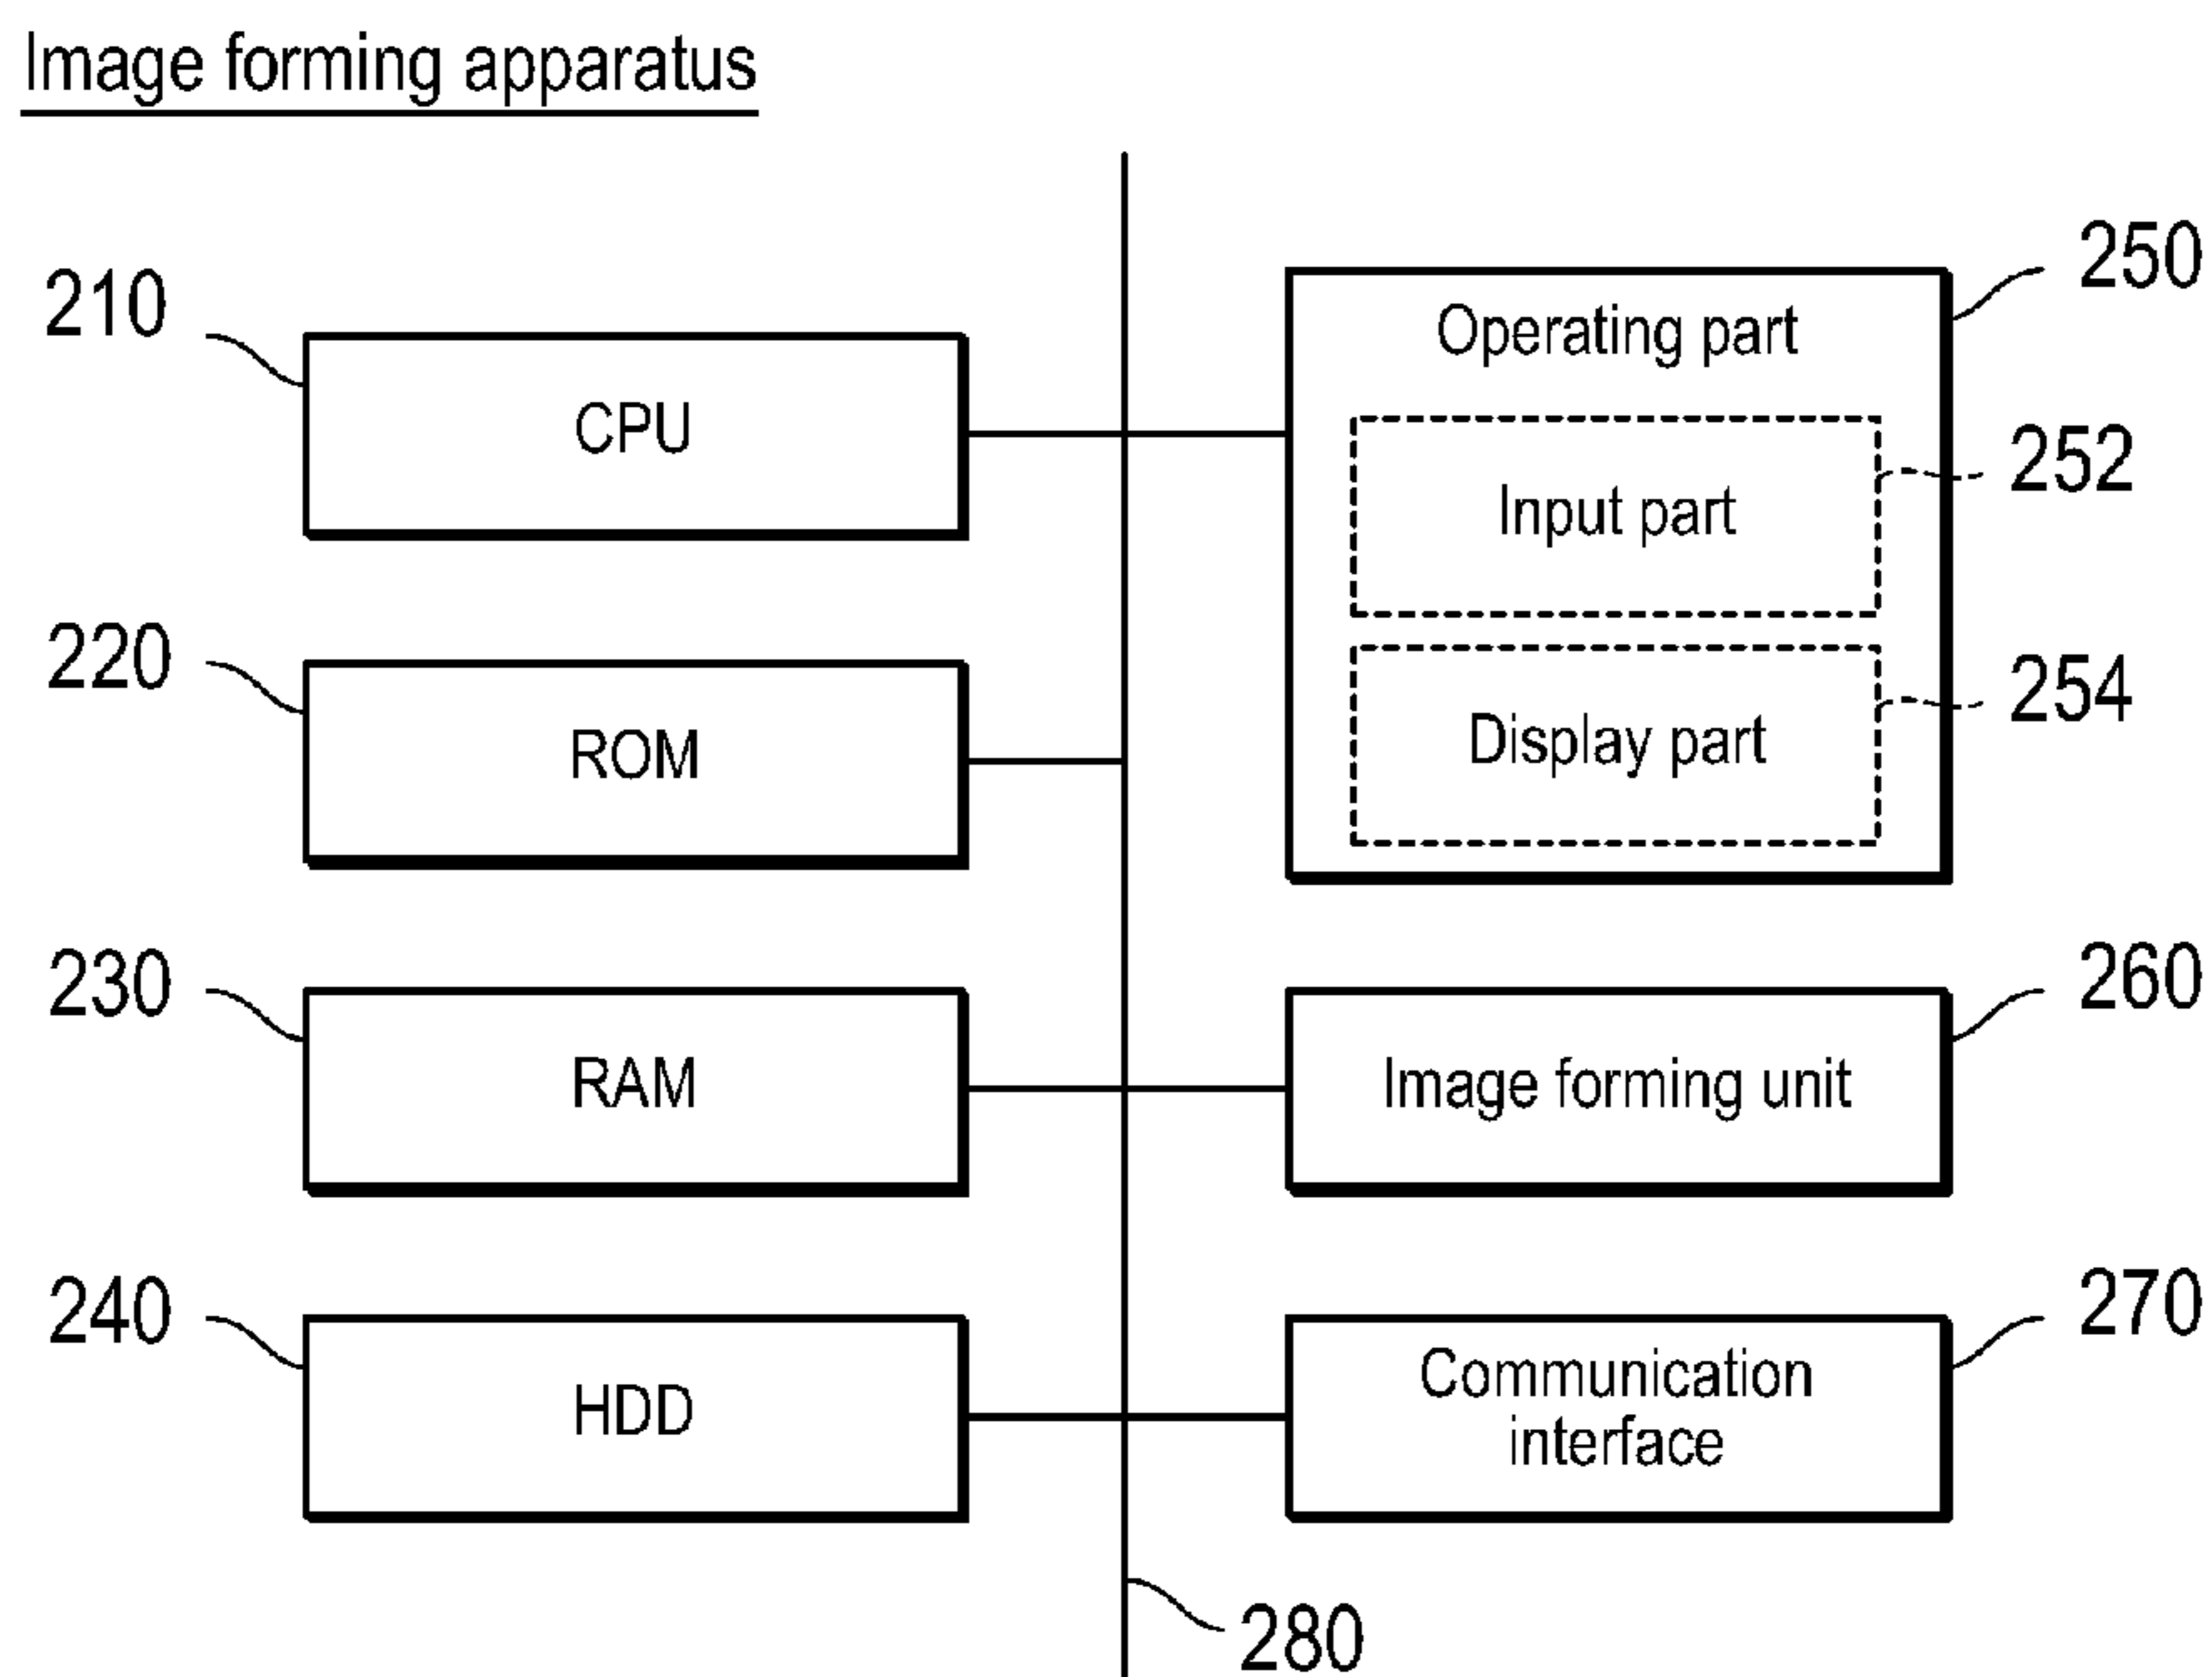 Image forming apparatus
210
CPU
220
ROM
230
RAM
240
HDD
250
Operating part
252
Input part
254
Display part
260
Image forming unit
270
Communication
interface
280